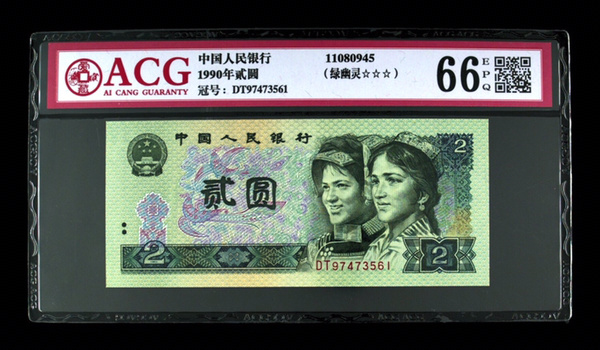 ACG
AI CANG GUARANTY
中国人民银行
1990年贰圆
冠号：DT97473561
11080945
（绿幽灵☆☆☆）
66
EPQ
中国人民银行
2
贰圆
2
DT97473561
2